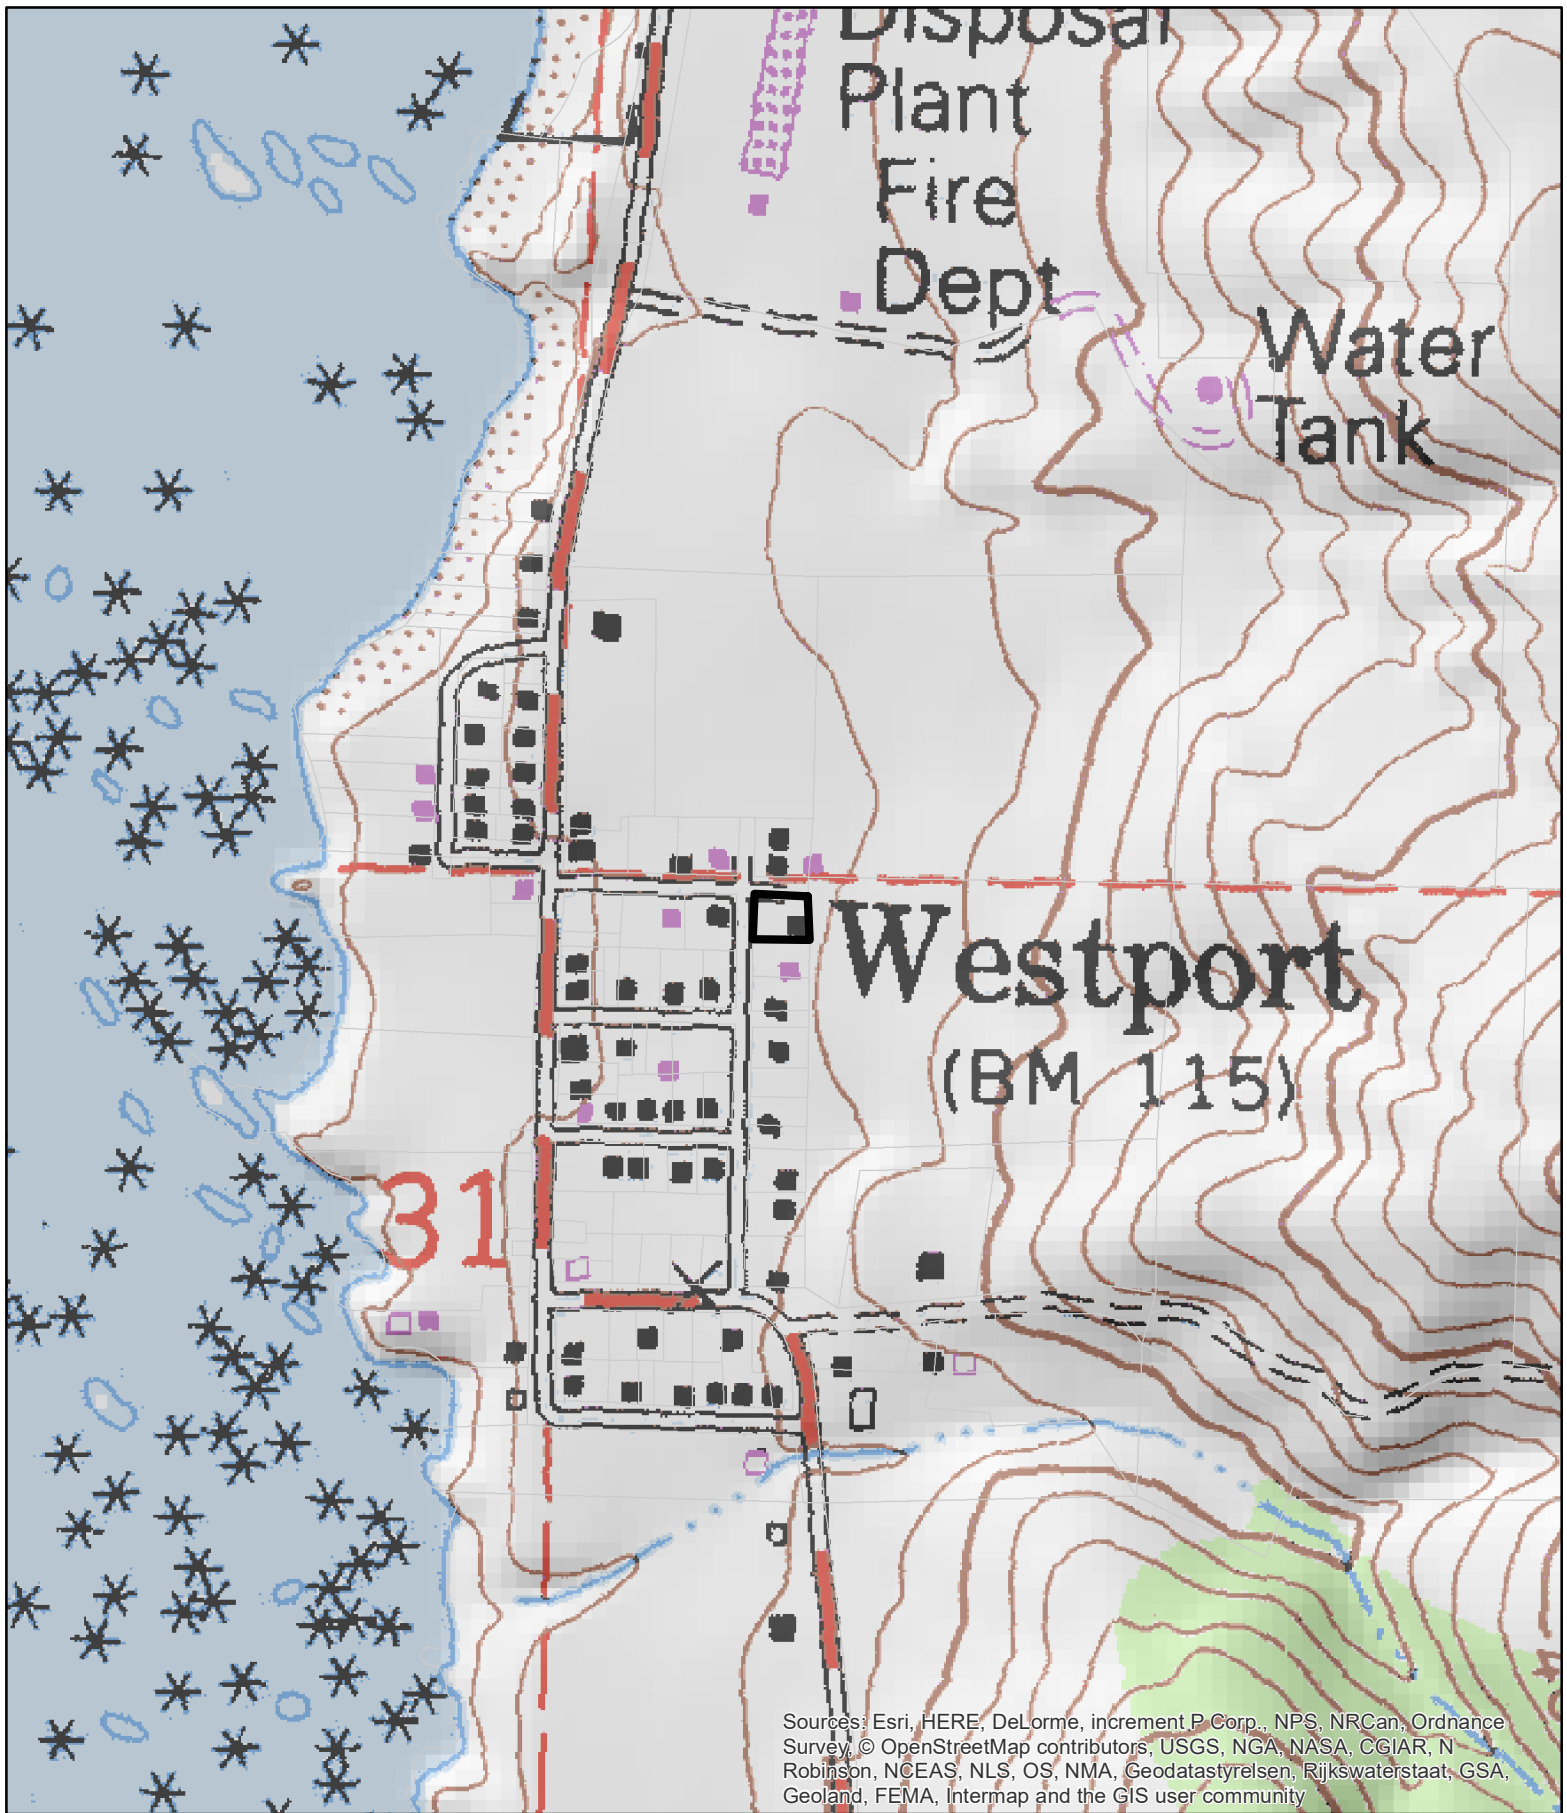 Disposal
Plant
Fire
Dept
Water
Tank
Westport
(BM 115)
31
Sources: Esri, HERE, DeLorme, increment P Corp., NPS, NRCan, Ordnance
Survey, © OpenStreetMap contributors, USGS, NGA, NASA, CGIAR, N
Robinson, NCEAS, NLS, OS, NMA, Geodatastyrelsen, Rijkswaterstaat, GSA,
Geoland, FEMA, Intermap and the GIS user community